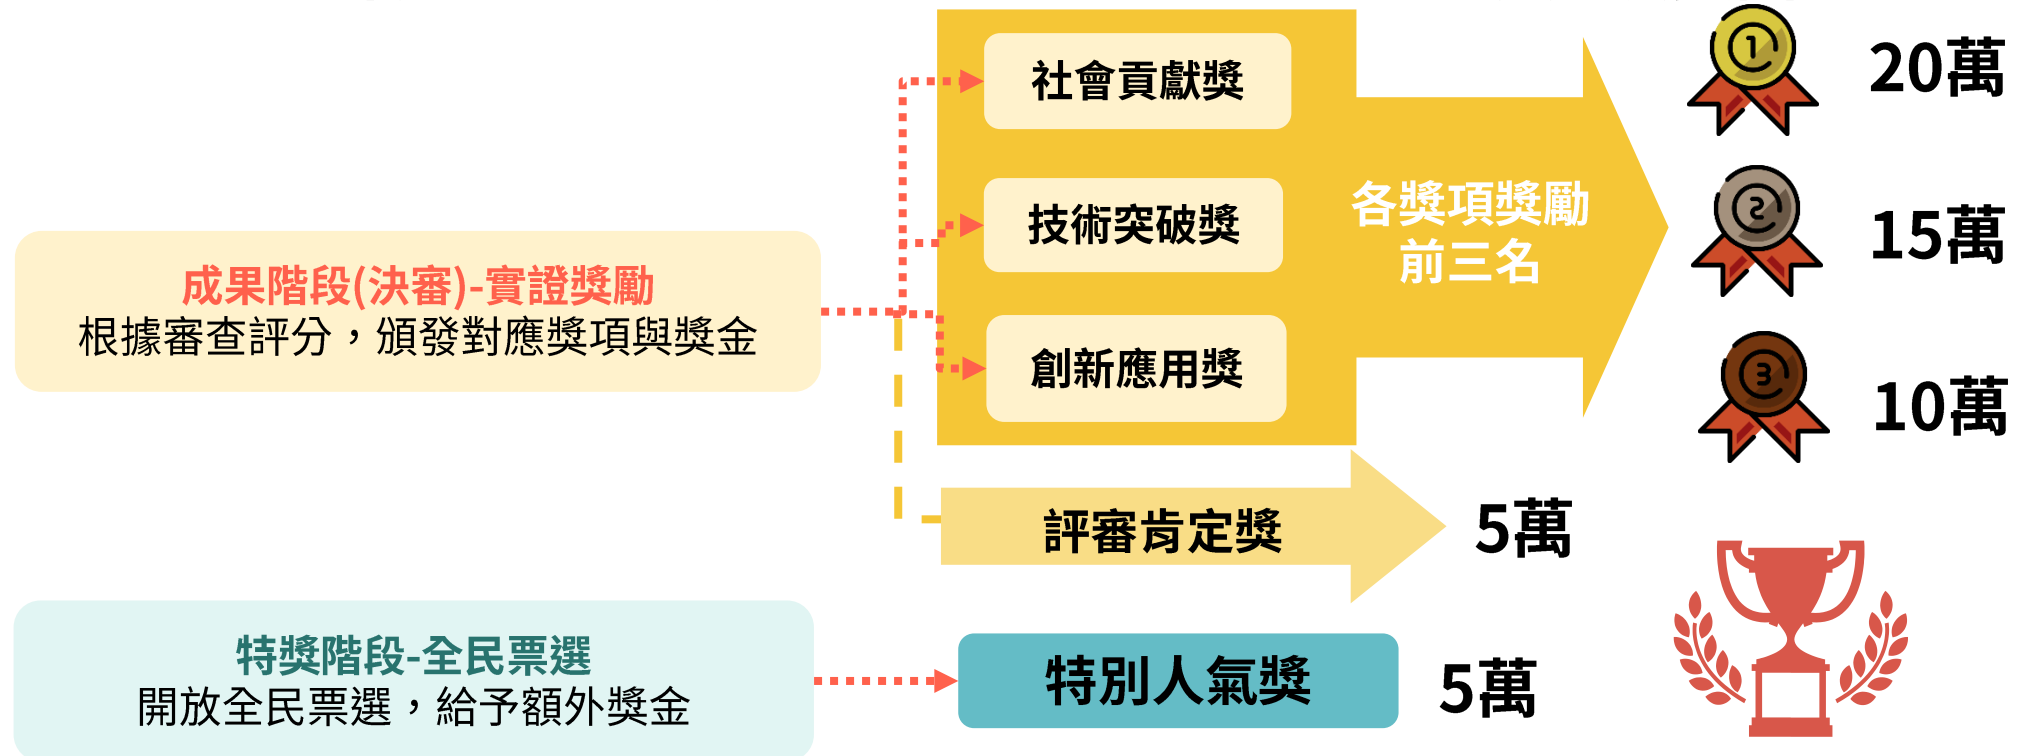 社會貢獻獎
技術突破獎
創新應用獎
各獎項獎勵
前三名
1
20萬
2
15萬
3
10萬
成果階段(決審)-實證獎勵
根據審查評分，頒發對應獎項與獎金
評審肯定獎
5萬
特獎階段-全民票選
開放全民票選，給予額外獎金
特別人氣獎
5萬